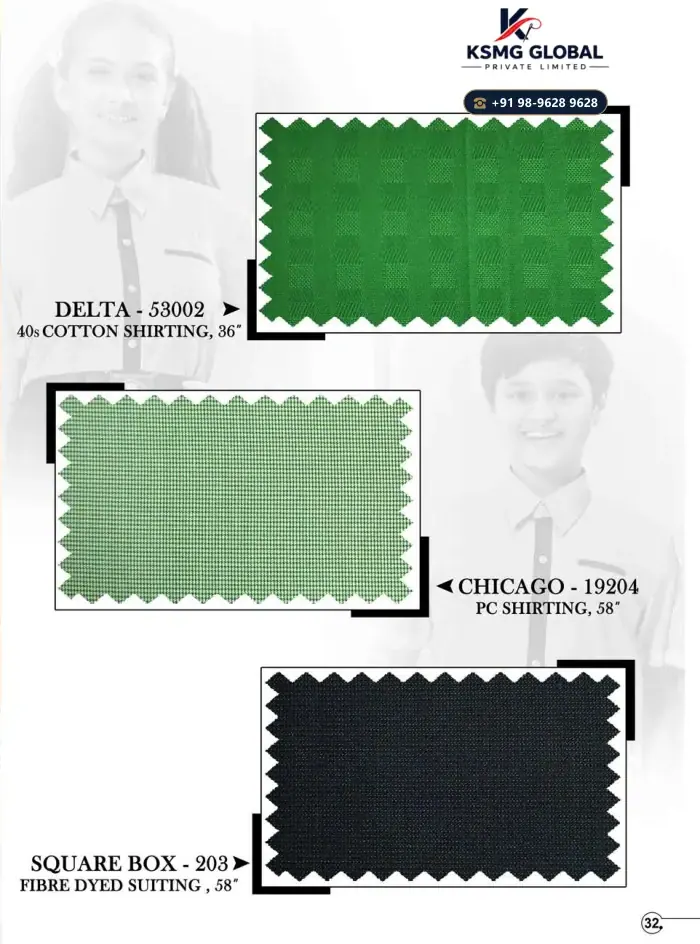 KSMG GLOBAL
PRIVATE LIMITED
+91 98-9628 9628
DELTA - 53002
40s COTTON SHIRTING, 36"
CHICAGO - 19204
PC SHIRTING, 58"
SQUARE BOX - 203
FIBRE DYED SUITING , 58"
32